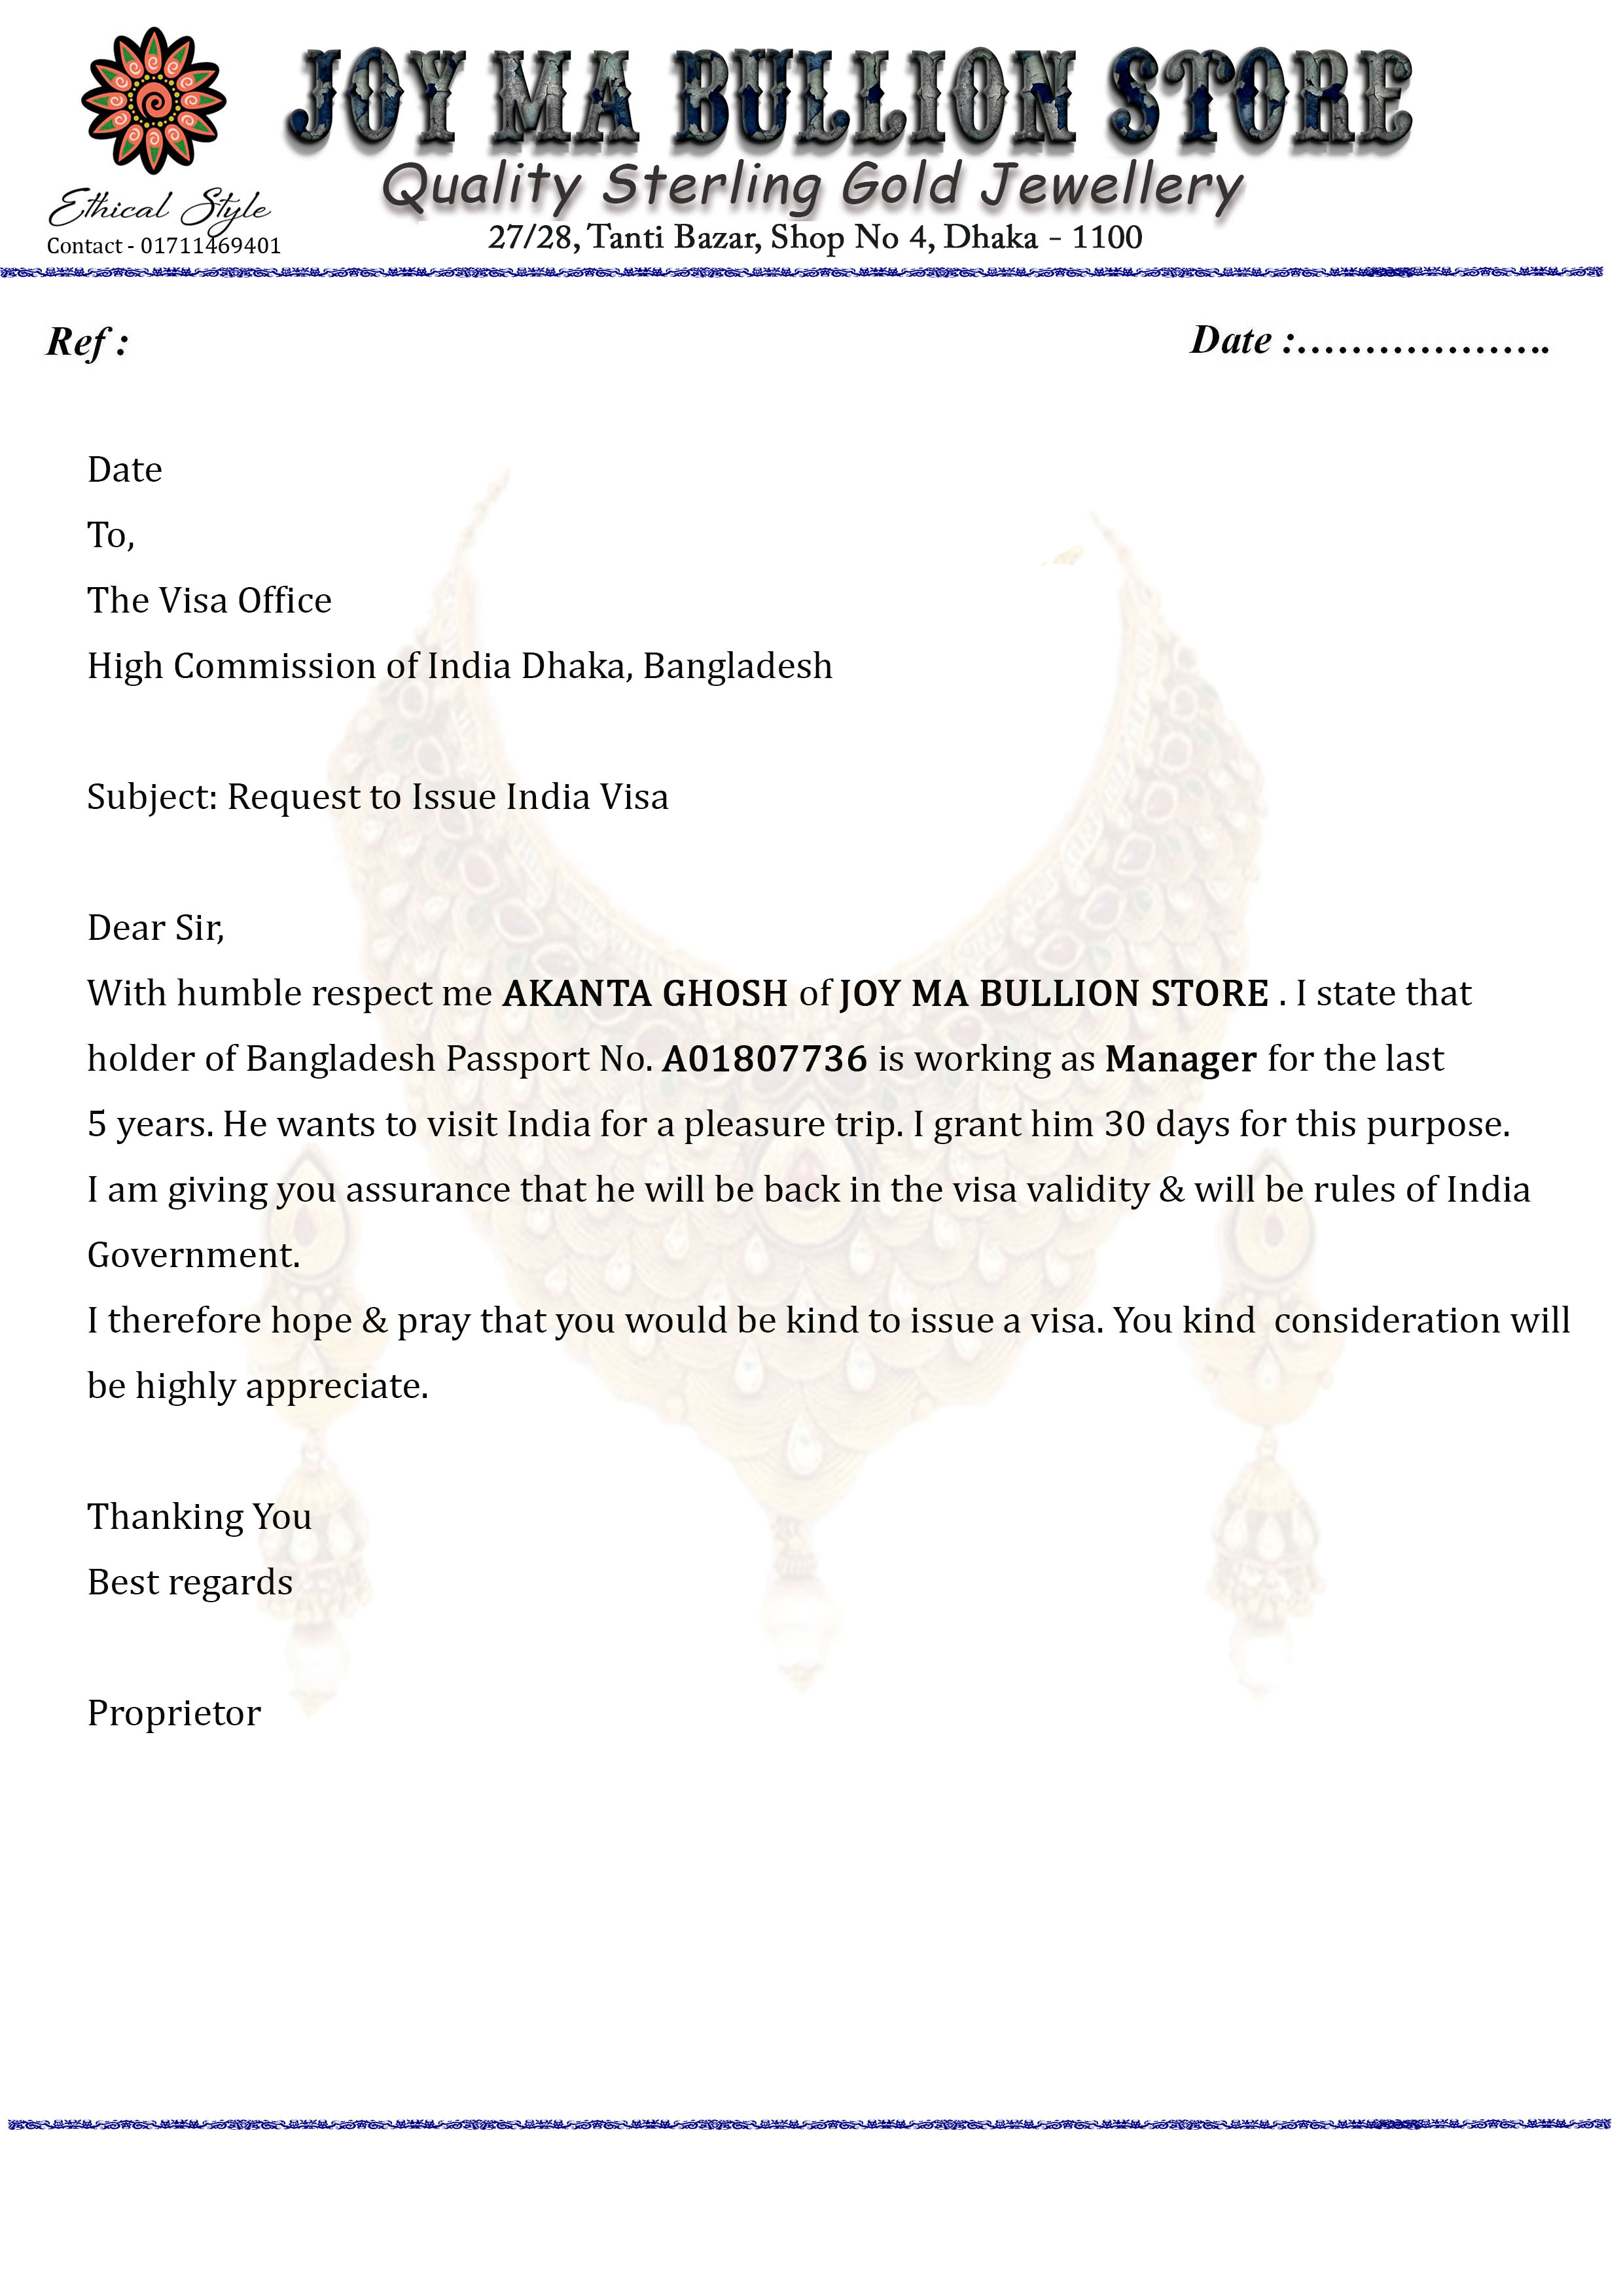 JOY MA BULLION STORE
Quality Sterling Gold Jewellery
Ethical Style
Contact - 01711469401
27/28, Tanti Bazar, Shop No 4, Dhaka - 1100
Ref :
Date :...................
Date
To,
The Visa Office
High Commission of India Dhaka, Bangladesh
Subject: Request to Issue India Visa
Dear Sir,
With humble respect me AKANTA GHOSH of JOY MA BULLION STORE . I state that
holder of Bangladesh Passport No. A01807736 is working as Manager for the last
5 years. He wants to visit India for a pleasure trip. I grant him 30 days for this purpose.
I am giving you assurance that he will be back in the visa validity & will be rules of India
Government.
I therefore hope & pray that you would be kind to issue a visa. You kind  consideration will
be highly appreciate.
Thanking You
Best regards
Proprietor